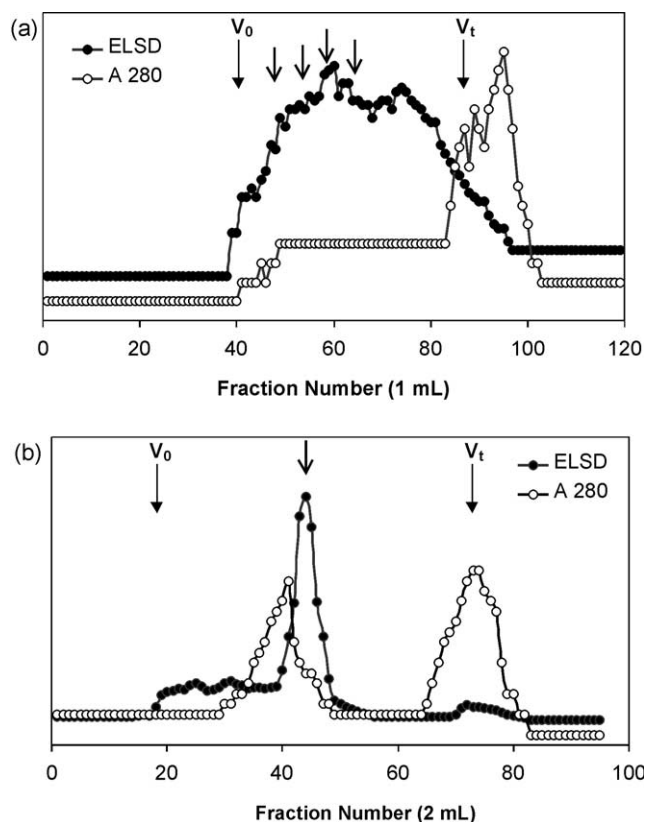 (a)
V0
Vt
ELSD
A 280
0 20 40 60 80 100 120
Fraction Number (1 mL)
(b)
V0
Vt
ELSD
A 280
0 20 40 60 80 100
Fraction Number (2 mL)